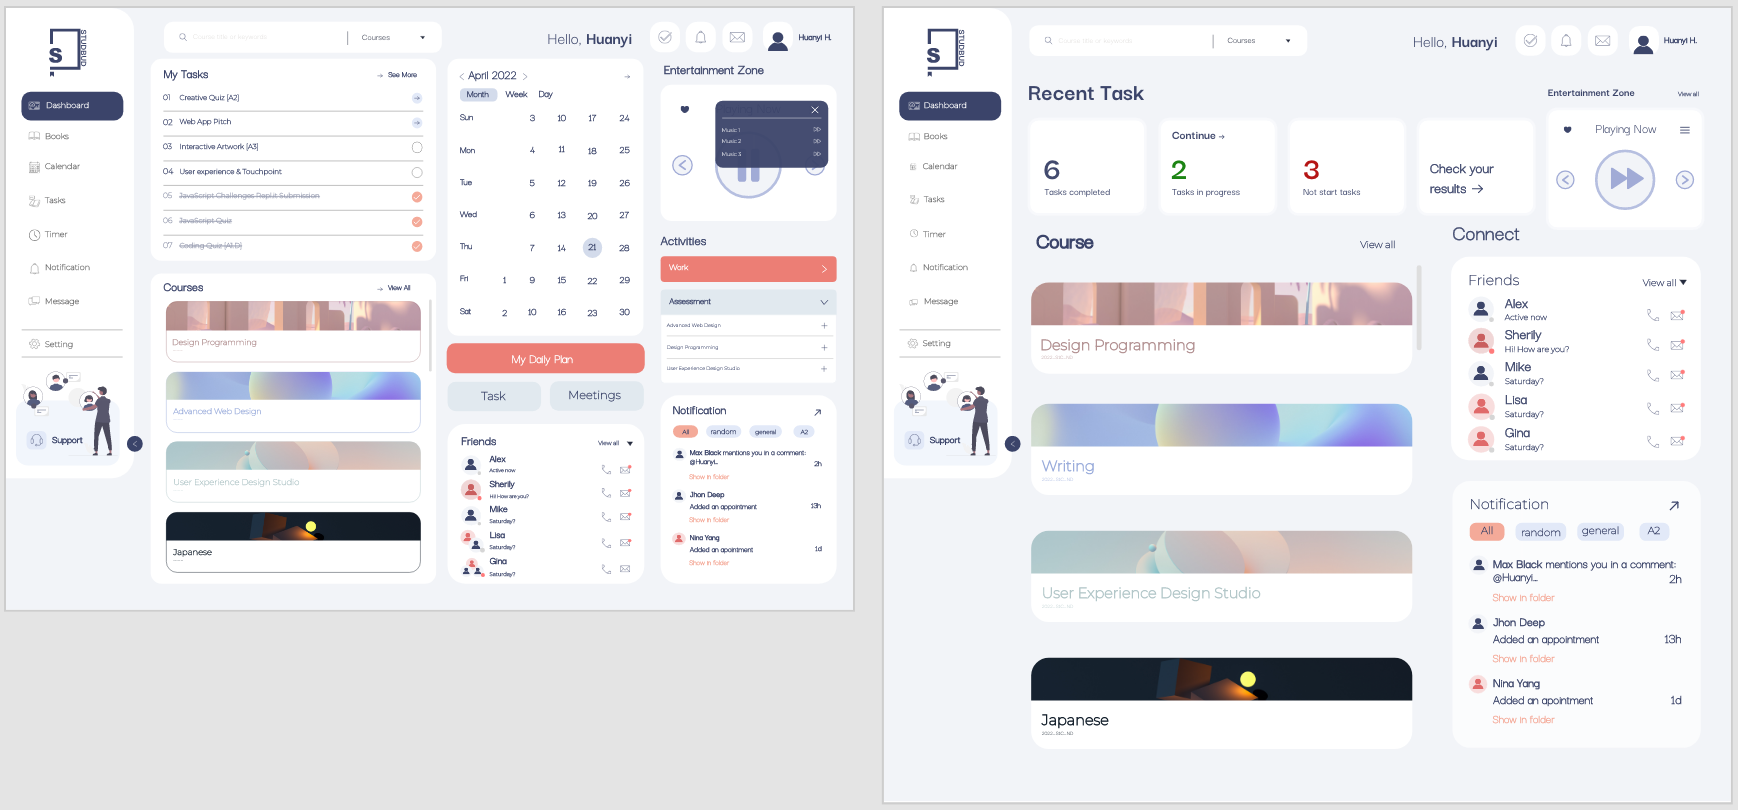 STUDBUD
Create title or keywords
Courses
Hello, Huanyi
Huanyi H.
Dashboard
Books
Calendar
Tasks
Timer
Notification
Message
Setting
Support
My Tasks
See More
01 Creative Quiz (A2)
02 Web App Pitch
03 Interactive Artwork (A3)
04 User experience & Touchpoint
05 JavaScript Challenges Replit Submission
06 JavaScript Quiz
07 Coding Quiz (A1.D)
Courses
View All
Design Programming
Advanced Web Design
User Experience Design Studio
Japanese
April 2022
Month Week Day
Sun 3 10 17 24
Mon 4 11 18 25
Tue 5 12 19 26
Wed 6 13 20 27
Thu 7 14 21 28
Fri 1 9 15 22 29
Sat 2 10 16 23 30
My Daily Plan
Task
Meetings
Friends
View all
Alex
Active now
Sherily
Hi! How are you?
Mike
Saturday?
Lisa
Saturday?
Gina
Saturday?
Entertainment Zone
Music 1
Music 2
Music 3
Activities
Work
Assessment
Advanced Web Design
Design Programming
User Experience Design Studio
Notification
All random general A2
Max Black mentions you in a comment:
@Huanyi...
2h
Show in folder
Jhon Deep
Added an appointment
13h
Show in folder
Nina Yang
Added an apointment
1d
Show in folder
STUDBUD
Create title or keywords
Courses
Hello, Huanyi
Huanyi H.
Dashboard
Books
Calendar
Tasks
Timer
Notification
Message
Setting
Support
Recent Task
6
Tasks completed
Continue
2
Tasks in progress
3
Not start tasks
Check your
results
Entertainment Zone
View all
Playing Now
Course
View all
Design Programming
Writing
User Experience Design Studio
Japanese
Connect
Friends
View all
Alex
Active now
Sherily
Hi! How are you?
Mike
Saturday?
Lisa
Saturday?
Gina
Saturday?
Notification
All random general A2
Max Black mentions you in a comment:
@Huanyi...
2h
Show in folder
Jhon Deep
Added an appointment
13h
Show in folder
Nina Yang
Added an apointment
1d
Show in folder